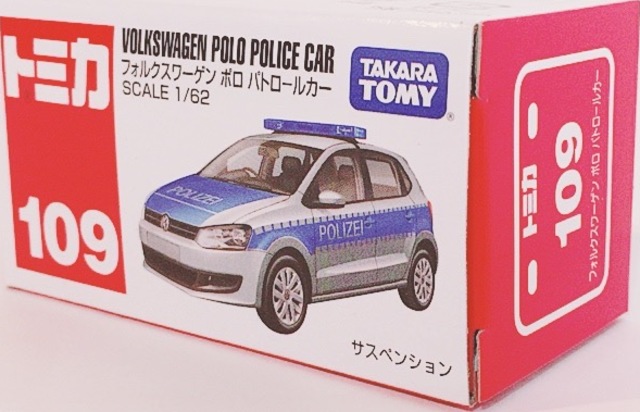 トミカ
109
VOLKSWAGEN POLO POLICE CAR
フォルクスワーゲン ポロ パトロールカー
SCALE 1/62
TAKARA
TOMY
POLIZEI
POLIZEI
サスペンション
トミカ
109
フォルクスワーゲン ポロ パトロールカー